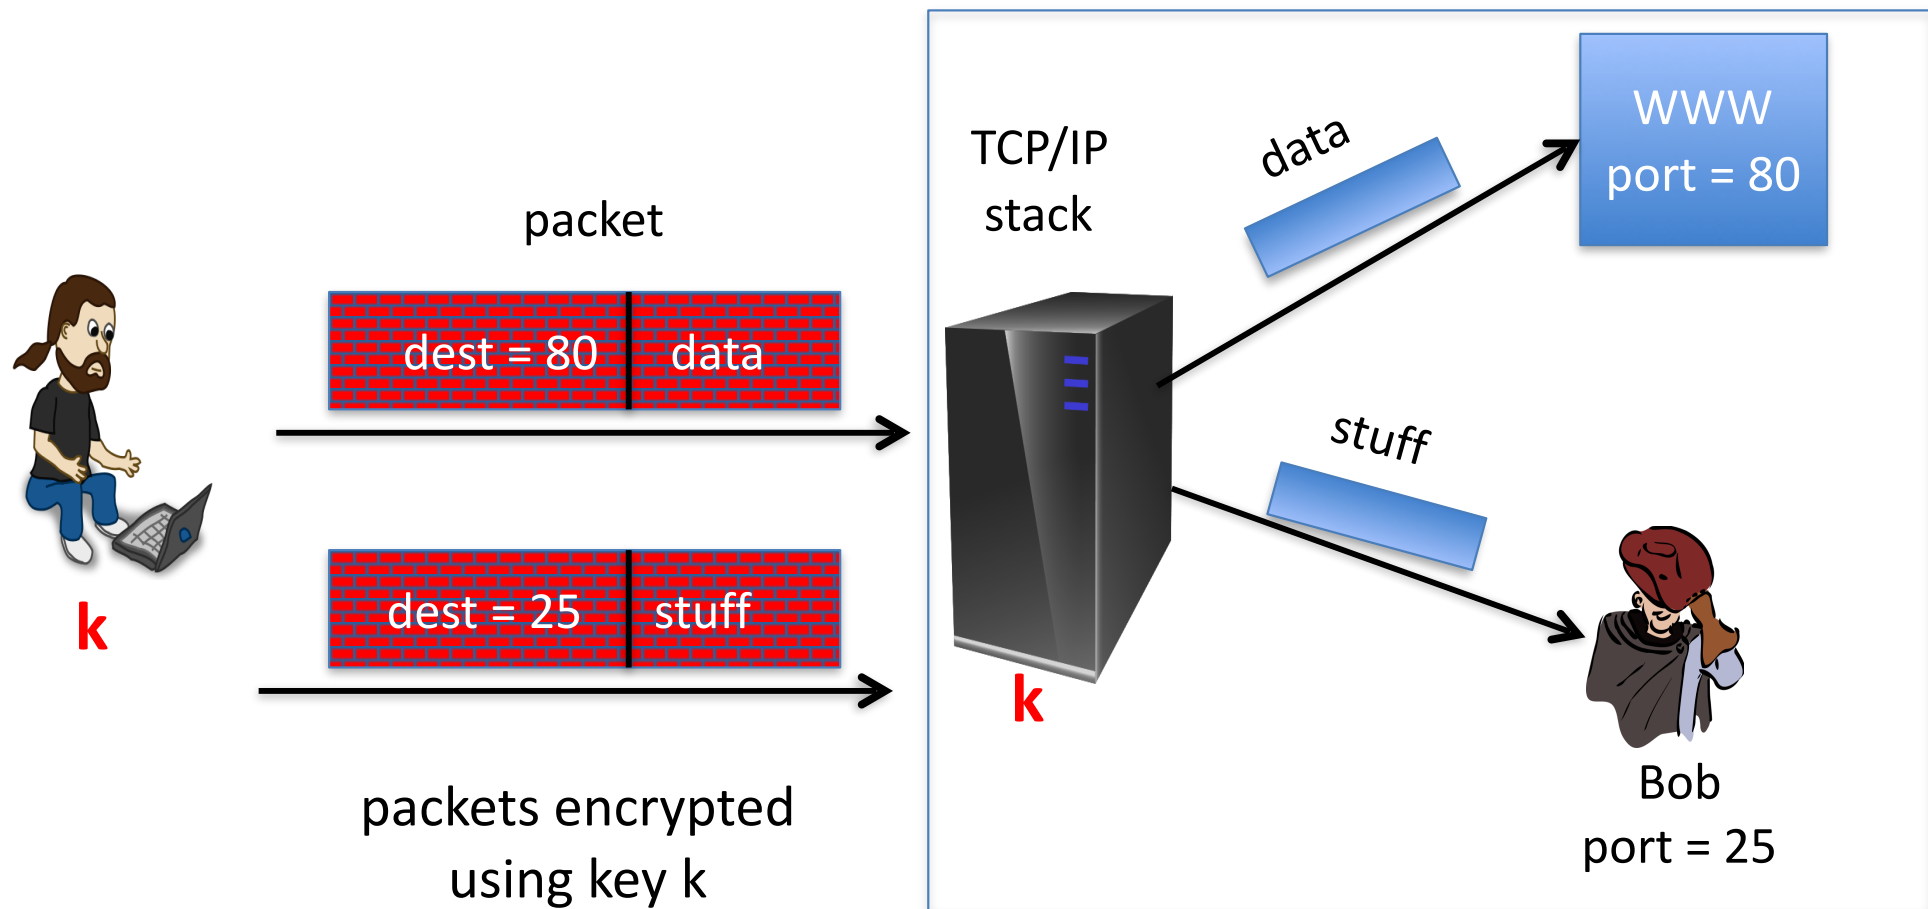 packet
dest = 80 data
k
dest = 25 stuff
packets encrypted
using key k
TCP/IP
stack
k
data
stuff
WWW
port = 80
Bob
port = 25